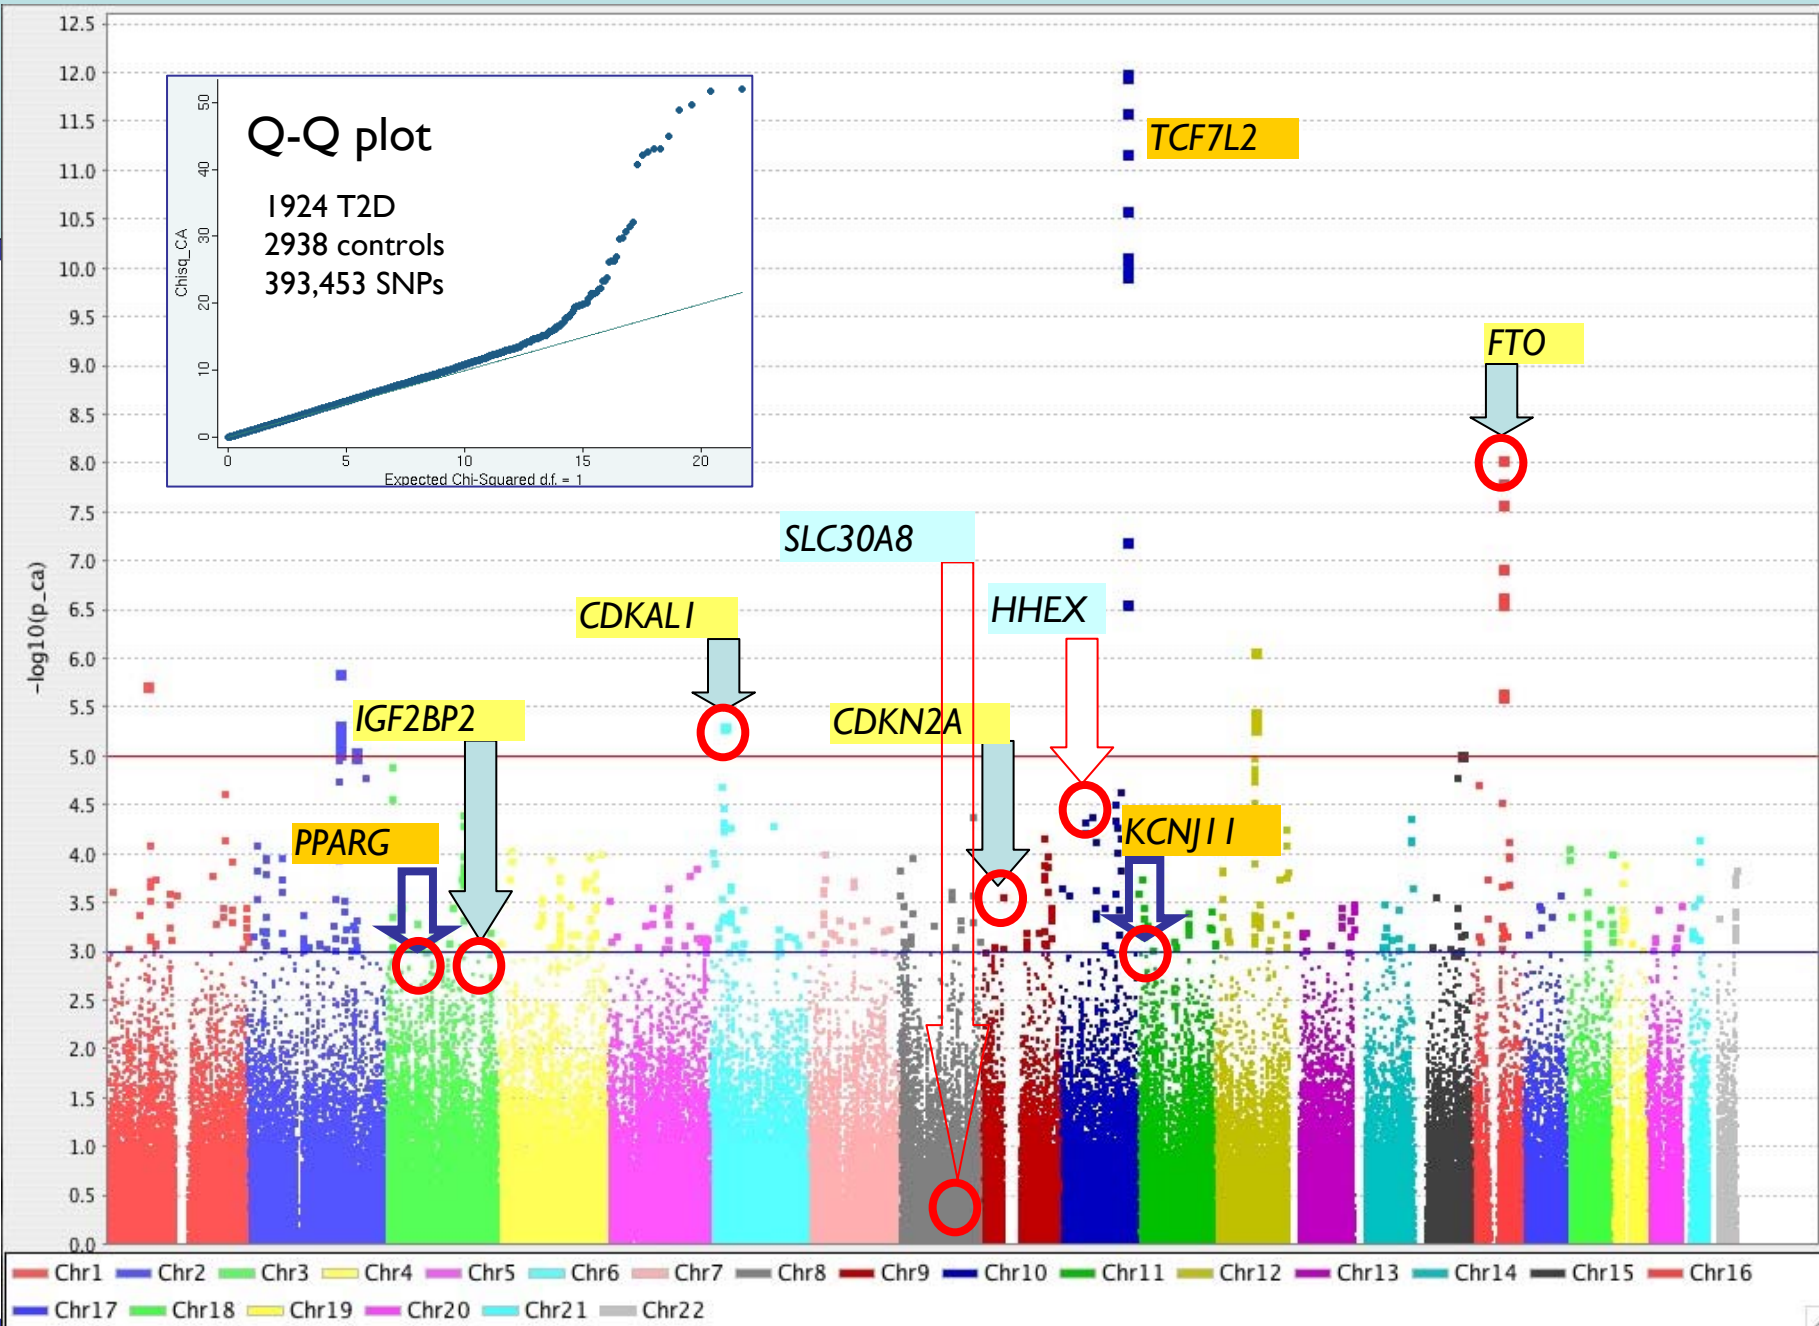 12.5
12.0
11.5
11.0
10.5
10.0
9.5
9.0
8.5
8.0
7.5
7.0
6.5
6.0
5.5
5.0
4.5
4.0
3.5
3.0
2.5
2.0
1.5
1.0
0.5
0.0
-log10(p_ca)
Q-Q plot
1924 T2D
2938 controls
393,453 SNPs
Chisq_CA
50
40
30
20
10
0
0 5 10 15 20
Expected Chi-Squared d.f. = 1
TCF7L2
FTO
SLC30A8
CDKAL1
HHEX
IGF2BP2
CDKN2A
PPARG
KCNJ11
Chr1 Chr2 Chr3 Chr4 Chr5 Chr6 Chr7 Chr8 Chr9 Chr10 Chr11 Chr12 Chr13 Chr14 Chr15 Chr16
Chr17 Chr18 Chr19 Chr20 Chr21 Chr22